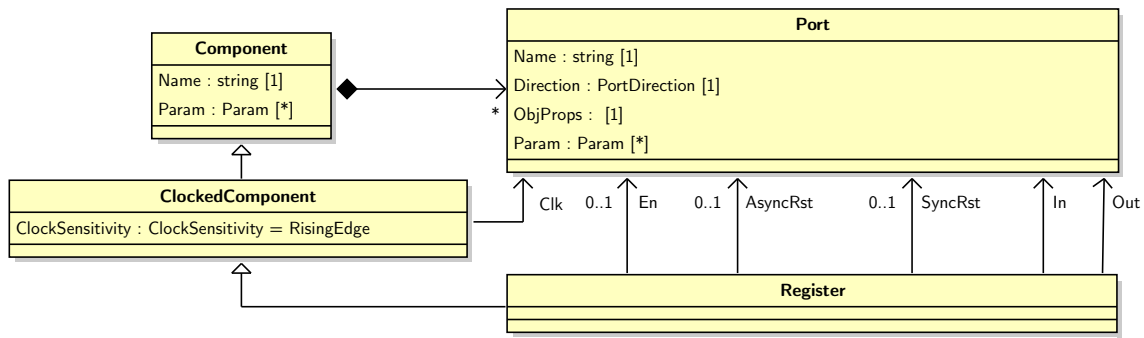 Component
Name : string [1]
Param : Param [*]
*
Port
Name : string [1]
Direction : PortDirection [1]
ObjProps :  [1]
Param : Param [*]
ClockedComponent
ClockSensitivity : ClockSensitivity = RisingEdge
Clk
0..1 En
0..1 AsyncRst
0..1 SyncRst
In
Out
Register